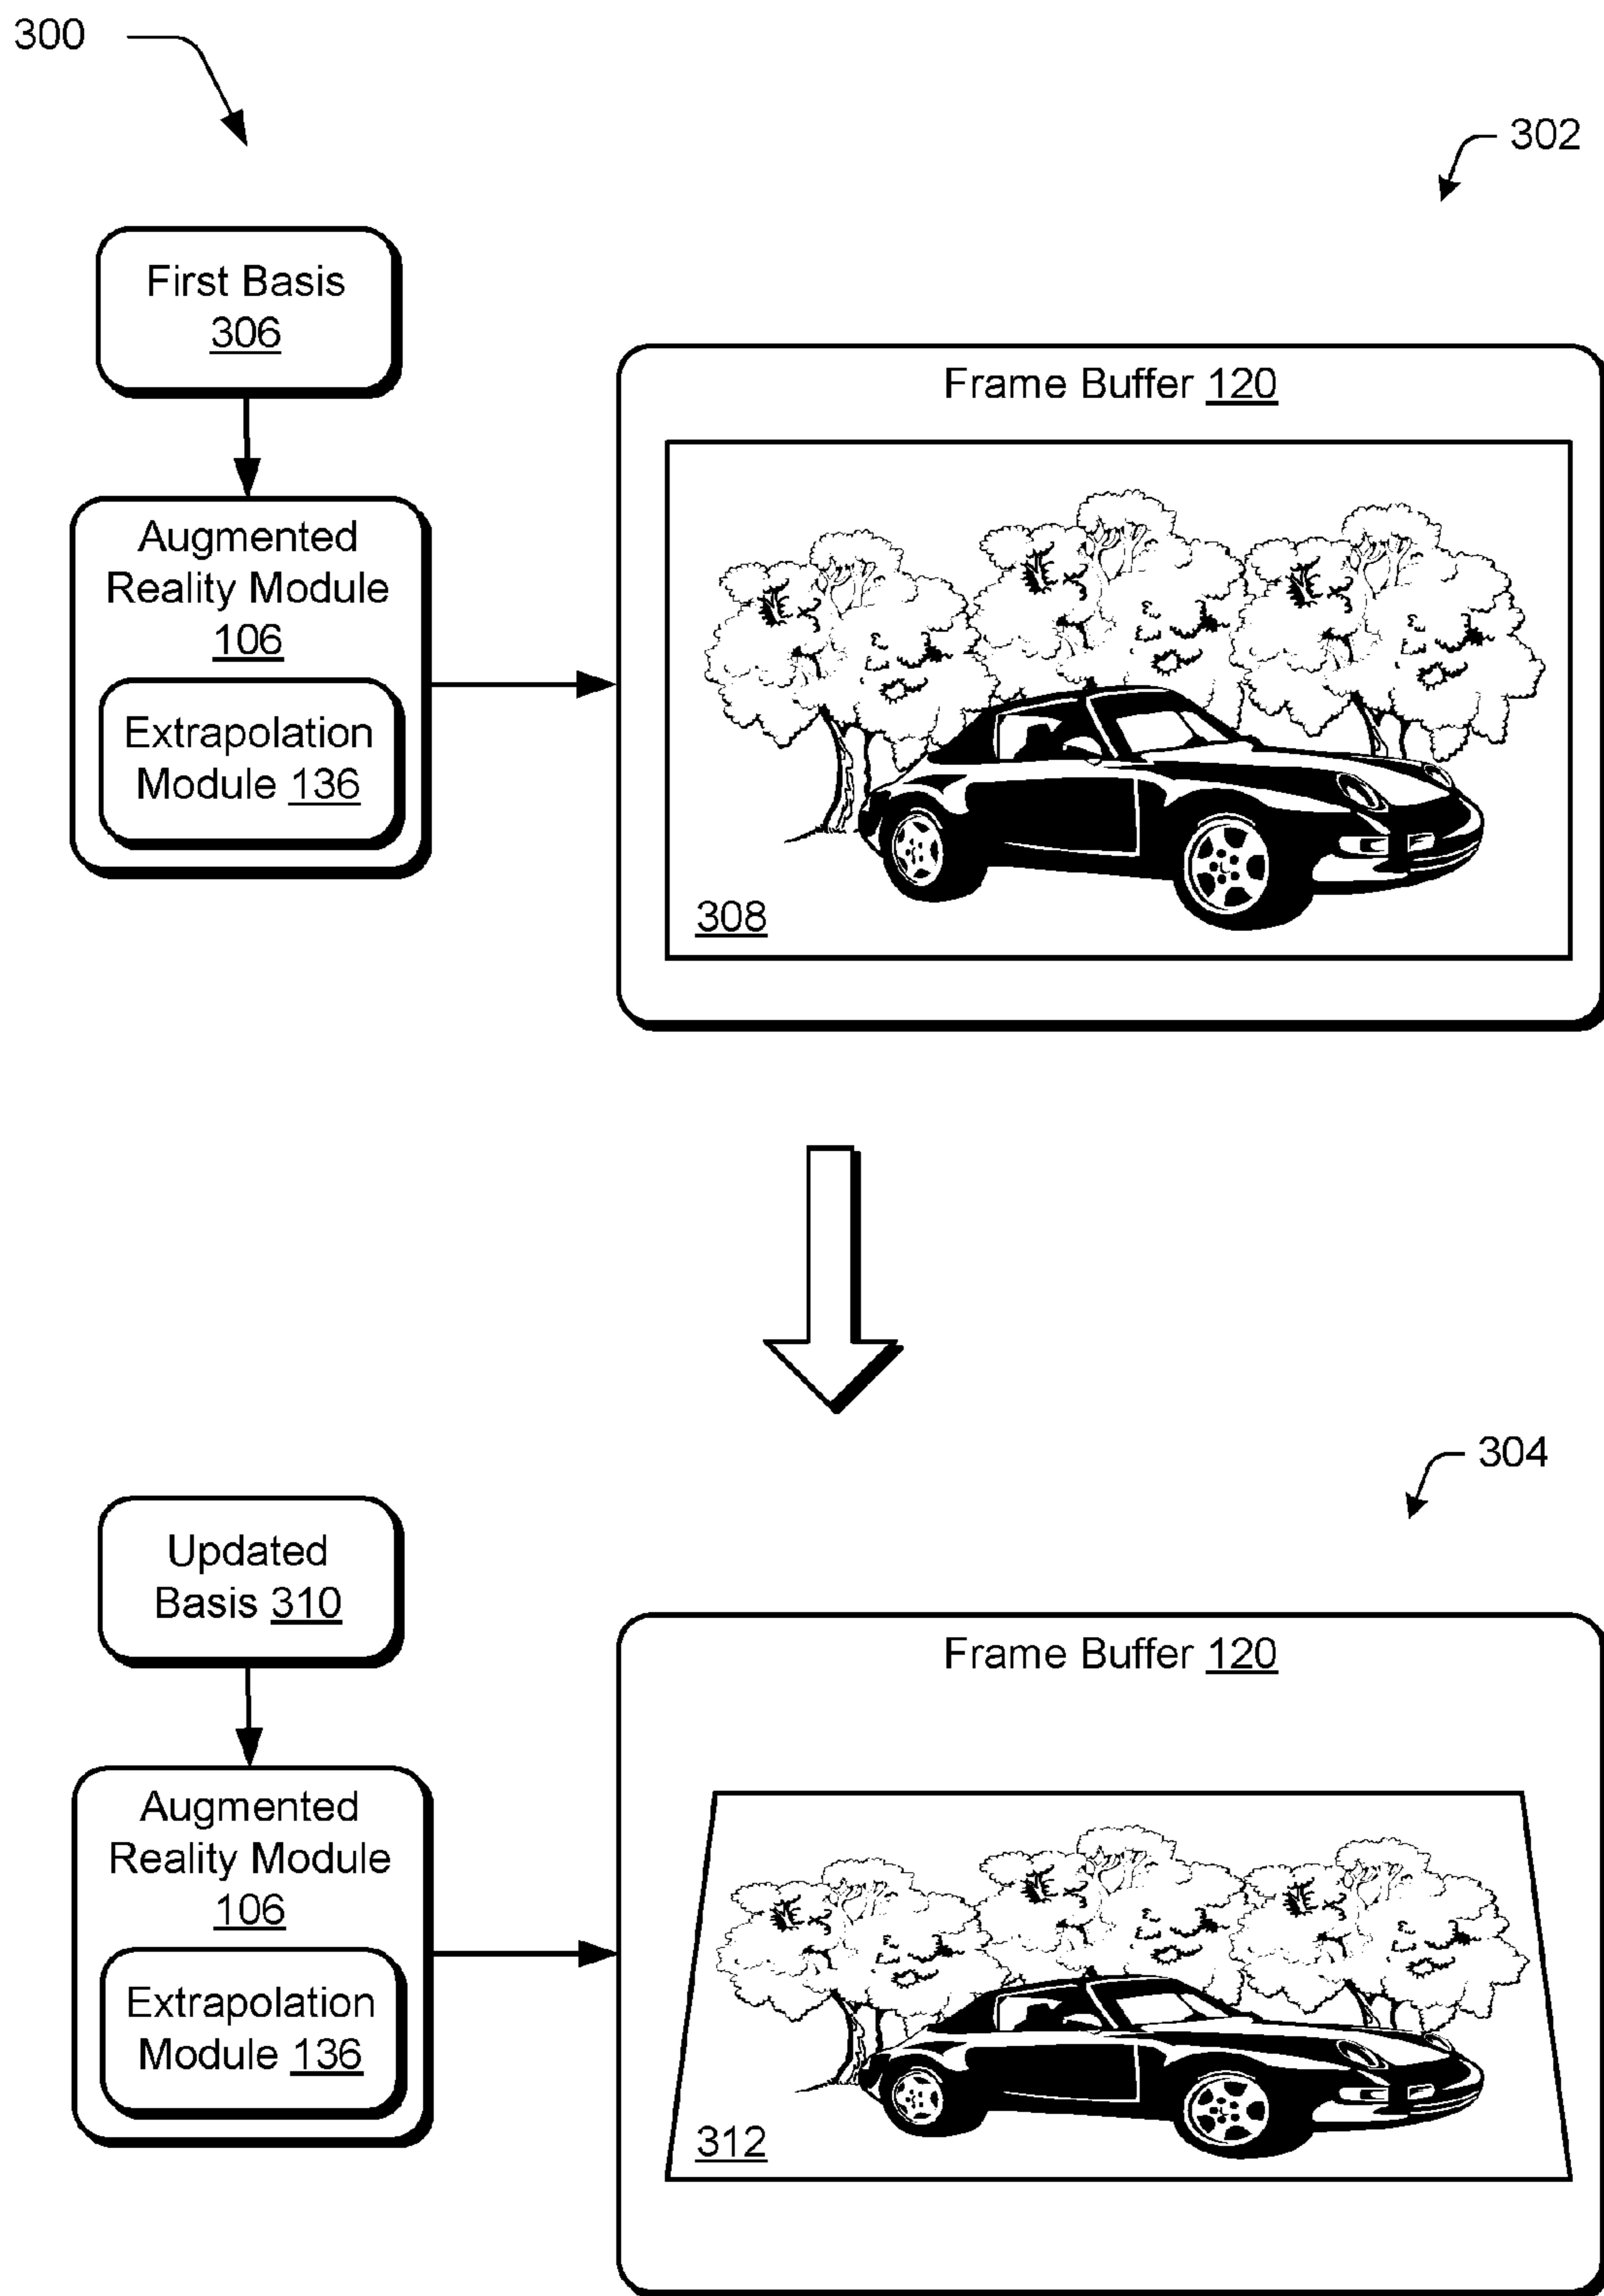 300
302
First Basis
306
Frame Buffer 120
Augmented
Reality Module
106
Extrapolation
Module 136
308
304
Updated
Basis 310
Frame Buffer 120
Augmented
Reality Module
106
Extrapolation
Module 136
312